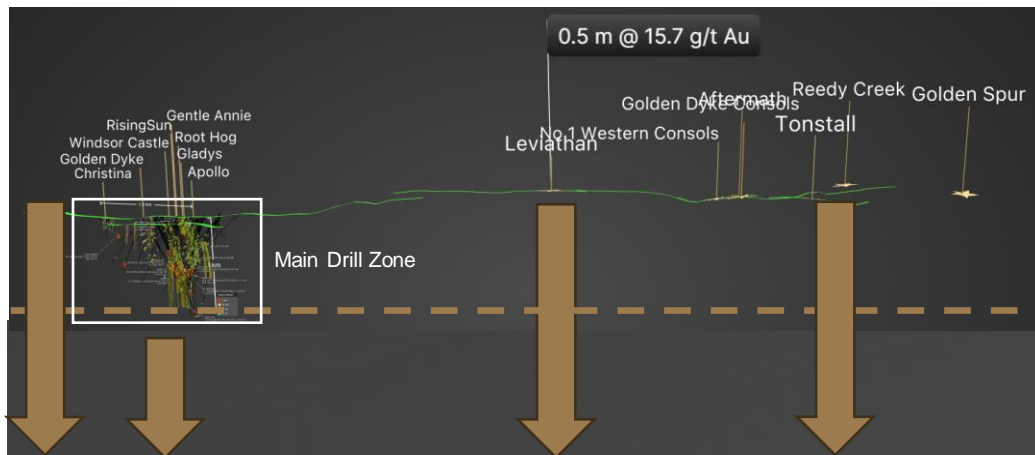 0.5 m @ 15.7 g/t Au
Reedy Creek
Golden Spur
Aftermath
Golden Dyke Consols
Gentle Annie
RisingSun
Tonstall
No.1 Western Consols
Leviathan
Root Hog
Windsor Castle
Gladys
Golden Dyke
Apollo
Christina
Main Drill Zone